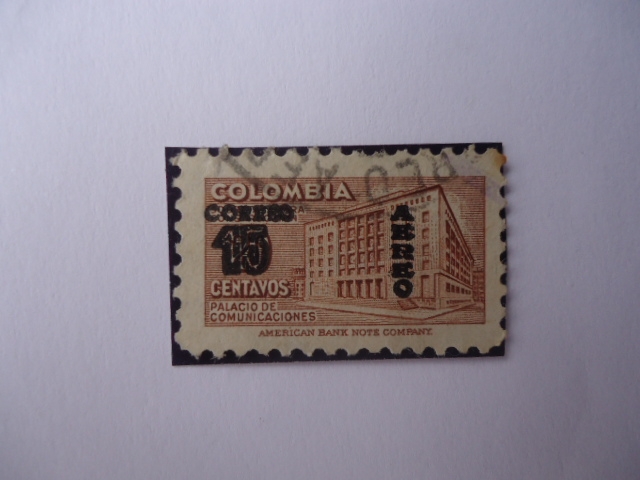 COLOMBIA
CORREO
15
CENTAVOS
PALACIO DE
COMUNICACIONES
AEREO
AMERICAN BANK NOTE COMPANY.